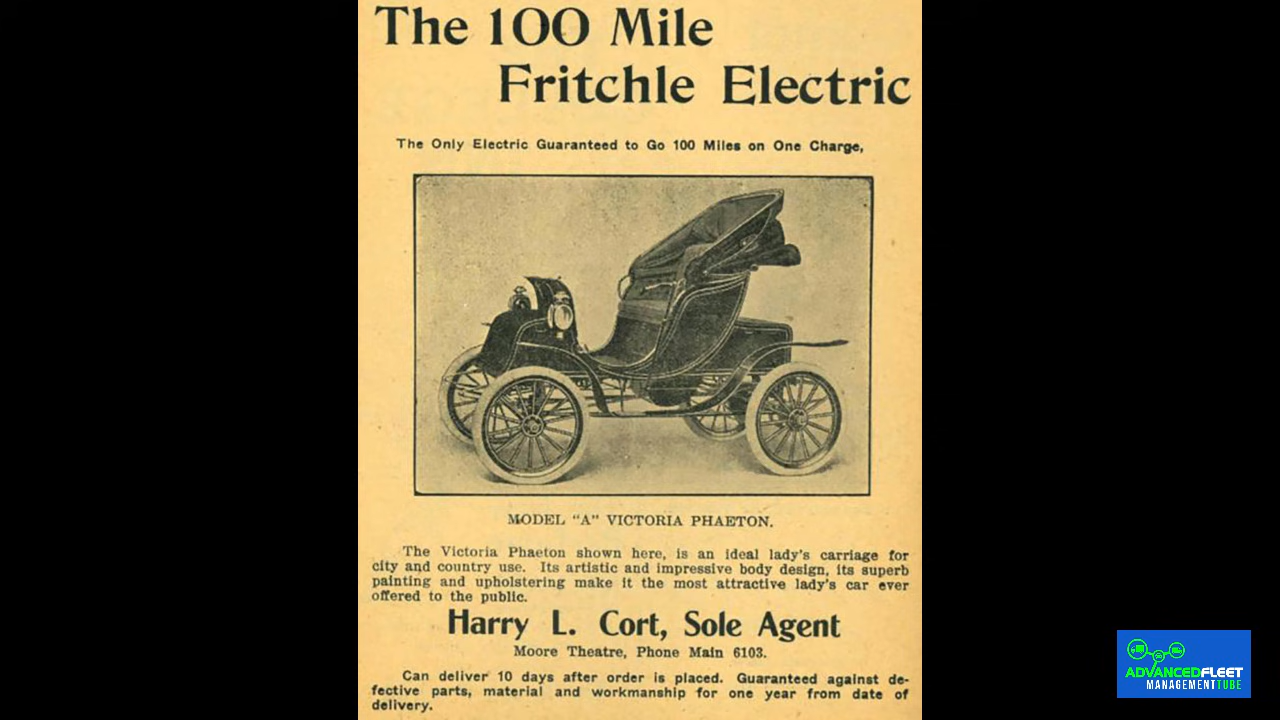 The 100 Mile
Fritchle Electric
The Only Electric Guaranteed to Go 100 Miles on One Charge,
MODEL "A" VICTORIA PHAETON.
The Victoria Phaeton shown here, is an ideal lady's carriage for
city and country use. Its artistic and impressive body design, its superb
painting and upholstering make it the most attractive lady's car ever
offered to the public.
Harry L. Cort, Sole Agent
Moore Theatre, Phone Main 6103.
Can deliver 10 days after order is placed. Guaranteed against de-
fective parts, material and workmanship for one year from date of
delivery.
ADVANCEDFLEET
MANAGEMENTTUBE